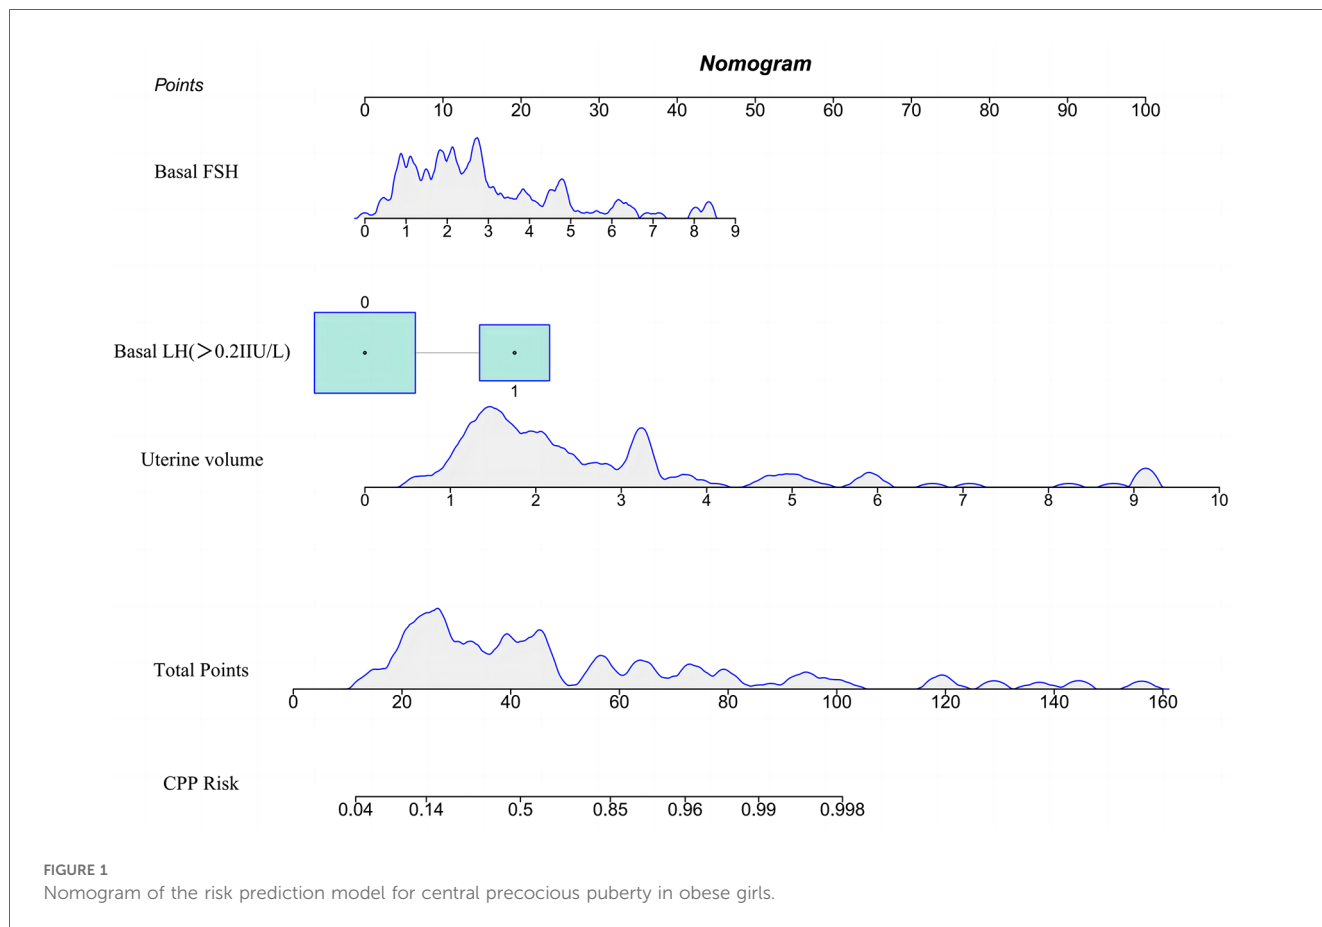 Nomogram
Points
0 10 20 30 40 50 60 70 80 90 100
Basal FSH
0 1 2 3 4 5 6 7 8 9
0
Basal LH(＞0.2IIU/L)
1
Uterine volume
0 1 2 3 4 5 6 7 8 9 10
Total Points
0 20 40 60 80 100 120 140 160
CPP Risk
0.04 0.14 0.5 0.85 0.96 0.99 0.998
FIGURE 1
Nomogram of the risk prediction model for central precocious puberty in obese girls.